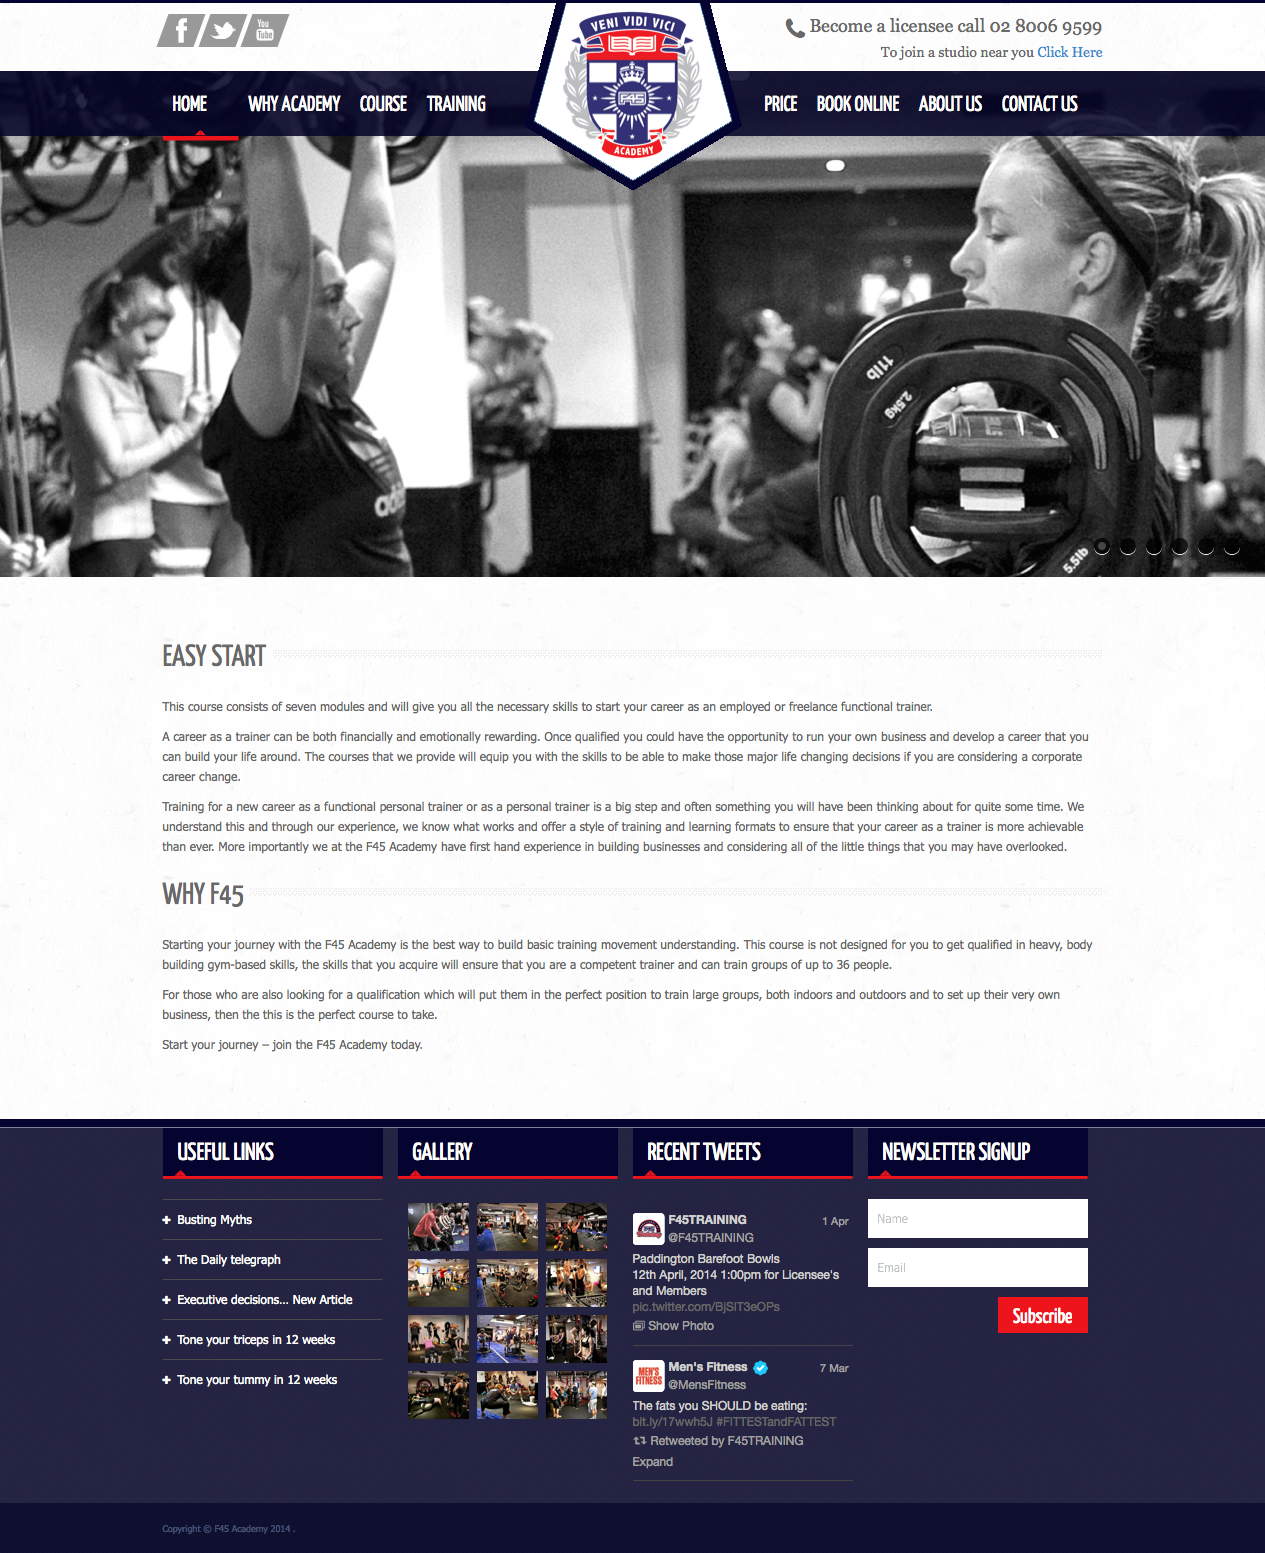 You Tube
Become a licensee call 02 8006 9599
To join a studio near you Click Here
VENI VIDI VICI
F45
ACADEMY
HOME WHY ACADEMY COURSE TRAINING PRICE BOOK ONLINE ABOUT US CONTACT US
adidas
11lb
2.5kg
5.5lb
EASY START
This course consists of seven modules and will give you all the necessary skills to start your career as an employed or freelance functional trainer.
A career as a trainer can be both financially and emotionally rewarding. Once qualified you could have the opportunity to run your own business and develop a career that you
can build your life around. The courses that we provide will equip you with the skills to be able to make those major life changing decisions if you are considering a corporate
career change.
Training for a new career as a functional personal trainer or as a personal trainer is a big step and often something you will have been thinking about for quite some time. We
understand this and through our experience, we know what works and offer a style of training and learning formats to ensure that your career as a trainer is more achievable
than ever. More importantly we at the F45 Academy have first hand experience in building businesses and considering all of the little things that you may have overlooked.
WHY F45
Starting your journey with the F45 Academy is the best way to build basic training movement understanding. This course is not designed for you to get qualified in heavy, body
building gym-based skills, the skills that you acquire will ensure that you are a competent trainer and can train groups of up to 36 people.
For those who are also looking for a qualification which will put them in the perfect position to train large groups, both indoors and outdoors and to set up their very own
business, then the this is the perfect course to take.
Start your journey – join the F45 Academy today.
USEFUL LINKS
Busting Myths
The Daily telegraph
Executive decisions... New Article
Tone your triceps in 12 weeks
Tone your tummy in 12 weeks
GALLERY
RECENT TWEETS
F45TRAINING 1 Apr
@F45TRAINING
Paddington Barefoot Bowls
12th April, 2014 1:00pm for Licensee's
and Members
pic.twitter.com/BjSIT3eOPs
Show Photo
MEN'S FITNESS
Men's Fitness 7 Mar
@MensFitness
The fats you SHOULD be eating:
bit.ly/17wwh5J #FITTESTandFATTEST
Retweeted by F45TRAINING
Expand
NEWSLETTER SIGNUP
Name
Email
Subscribe
Copyright © F45 Academy 2014 .